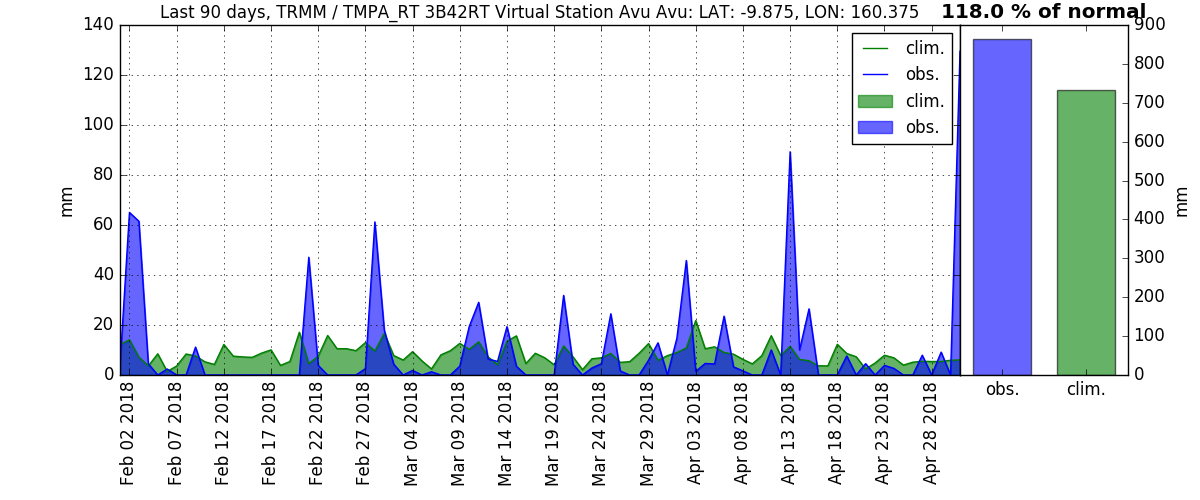 Last 90 days, TRMM / TMPA_RT 3B42RT Virtual Station Avu Avu: LAT: -9.875, LON: 160.375
118.0 % of normal
140
120
100
80
60
40
20
0
mm
clim.
obs.
clim.
obs.
900
800
700
600
500
400
300
200
100
0
mm
Feb 02 2018
Feb 07 2018
Feb 12 2018
Feb 17 2018
Feb 22 2018
Feb 27 2018
Mar 04 2018
Mar 09 2018
Mar 14 2018
Mar 19 2018
Mar 24 2018
Mar 29 2018
Apr 03 2018
Apr 08 2018
Apr 13 2018
Apr 18 2018
Apr 23 2018
Apr 28 2018
obs.
clim.